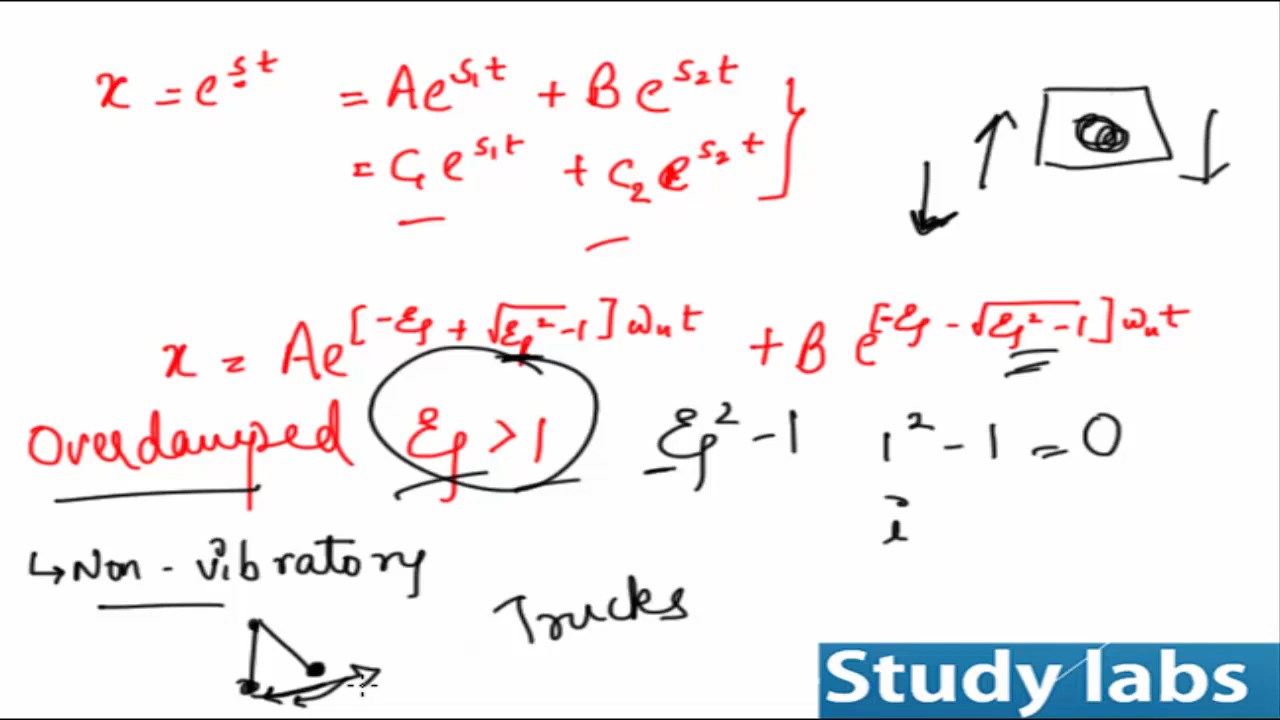 x = e^{st} = Ae^{s₁t} + Be^{s₂t}
= C₁e^{s₁t} + C₂e^{s₂t}
x = Ae^{[-ξ + √(ξ²-1)]ωₙt} + Be^{[-ξ - √(ξ²-1)]ωₙt}
Overdamped ξ > 1 ξ² - 1 1² - 1 = 0
i
↳ Non - vibratory
Trucks
Study labs